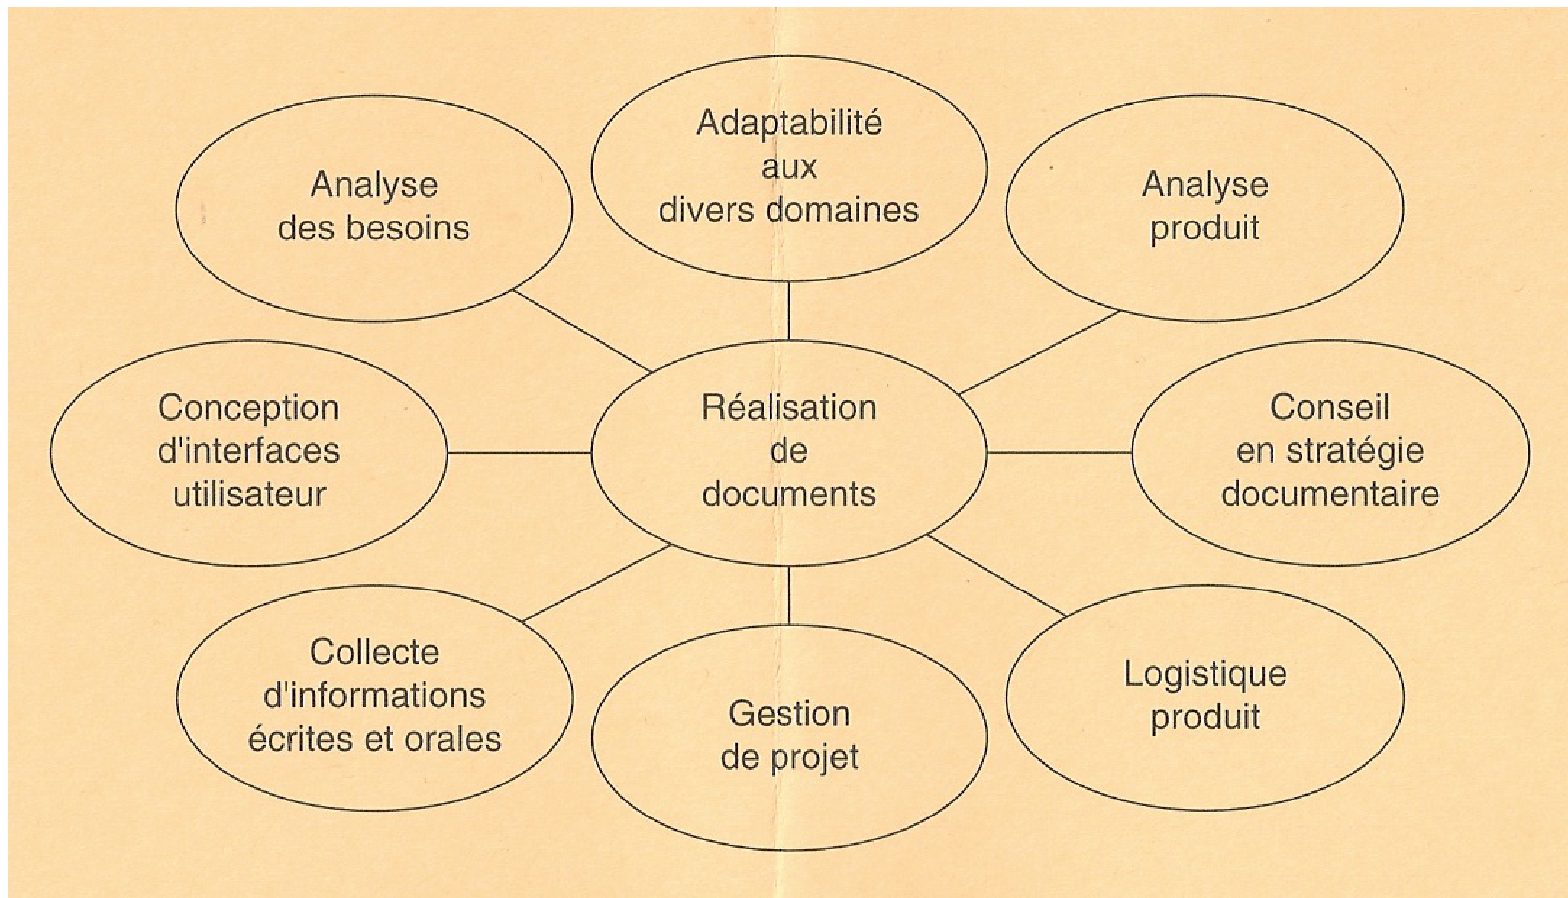 Adaptabilité
aux
divers domaines
Analyse
des besoins
Analyse
produit
Conception
d'interfaces
utilisateur
Réalisation
de
documents
Conseil
en stratégie
documentaire
Collecte
d'informations
écrites et orales
Gestion
de projet
Logistique
produit